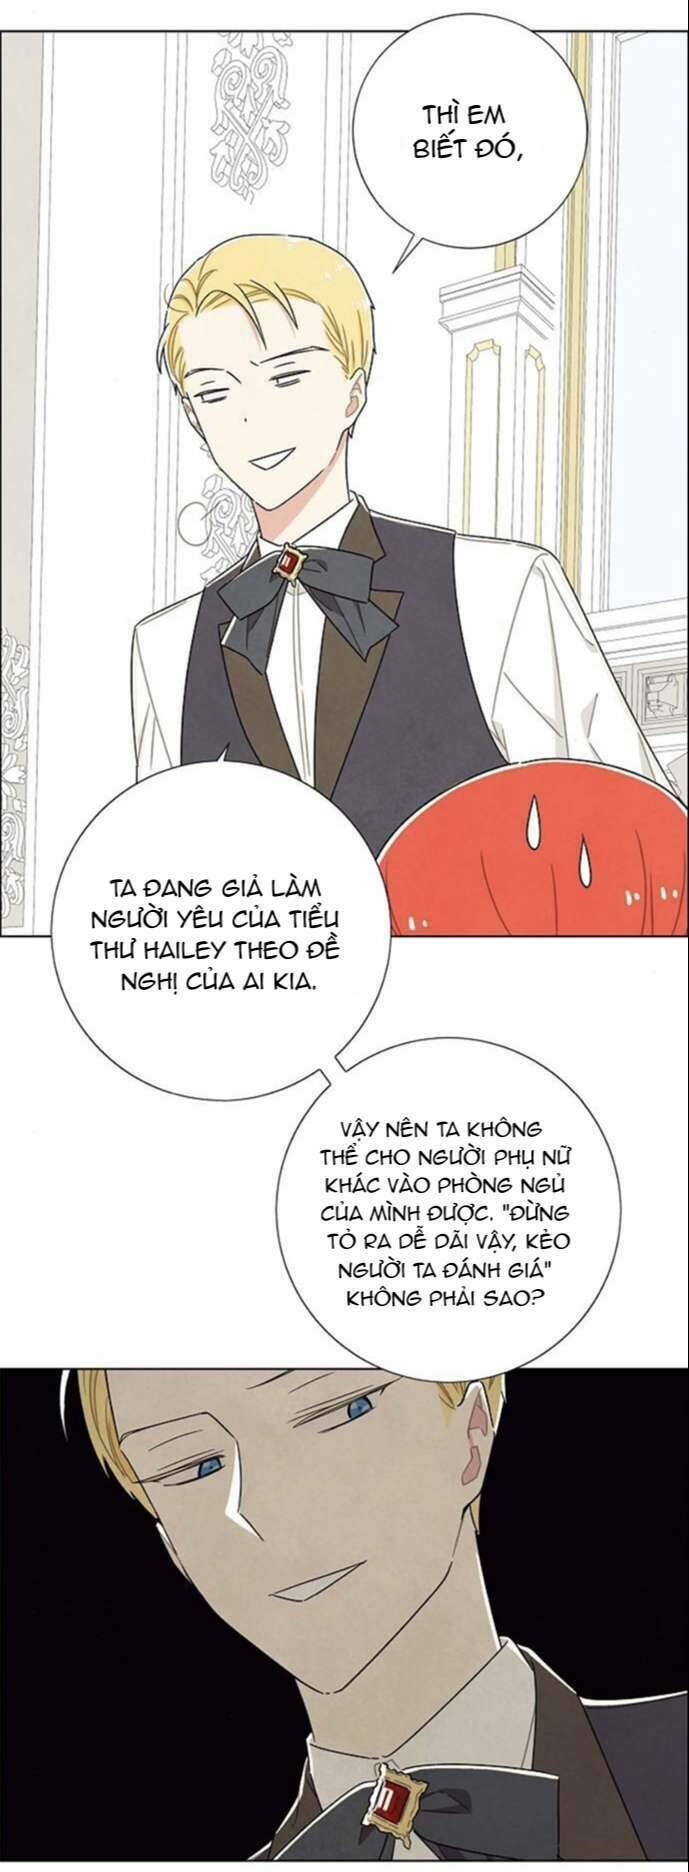 THÌ EM
BIẾT ĐÓ,
TA ĐANG GIẢ LÀM
NGƯỜI YÊU CỦA TIỂU
THƯ HAILEY THEO ĐỀ
NGHỊ CỦA AI KIA.
VẬY NÊN TA KHÔNG
THỂ CHO NGƯỜI PHỤ NỮ
KHÁC VÀO PHÒNG NGỦ
CỦA MÌNH ĐƯỢC. "ĐỪNG
TỎ RA DỄ DÃI VẬY, KẺO
NGƯỜI TA ĐÁNH GIÁ"
KHÔNG PHẢI SAO?